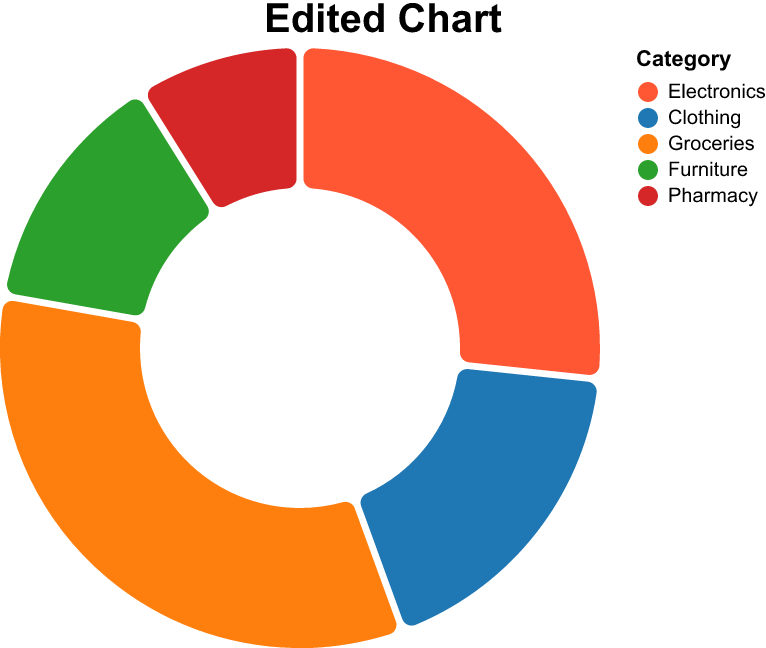 Edited Chart
Category
Electronics
Clothing
Groceries
Furniture
Pharmacy